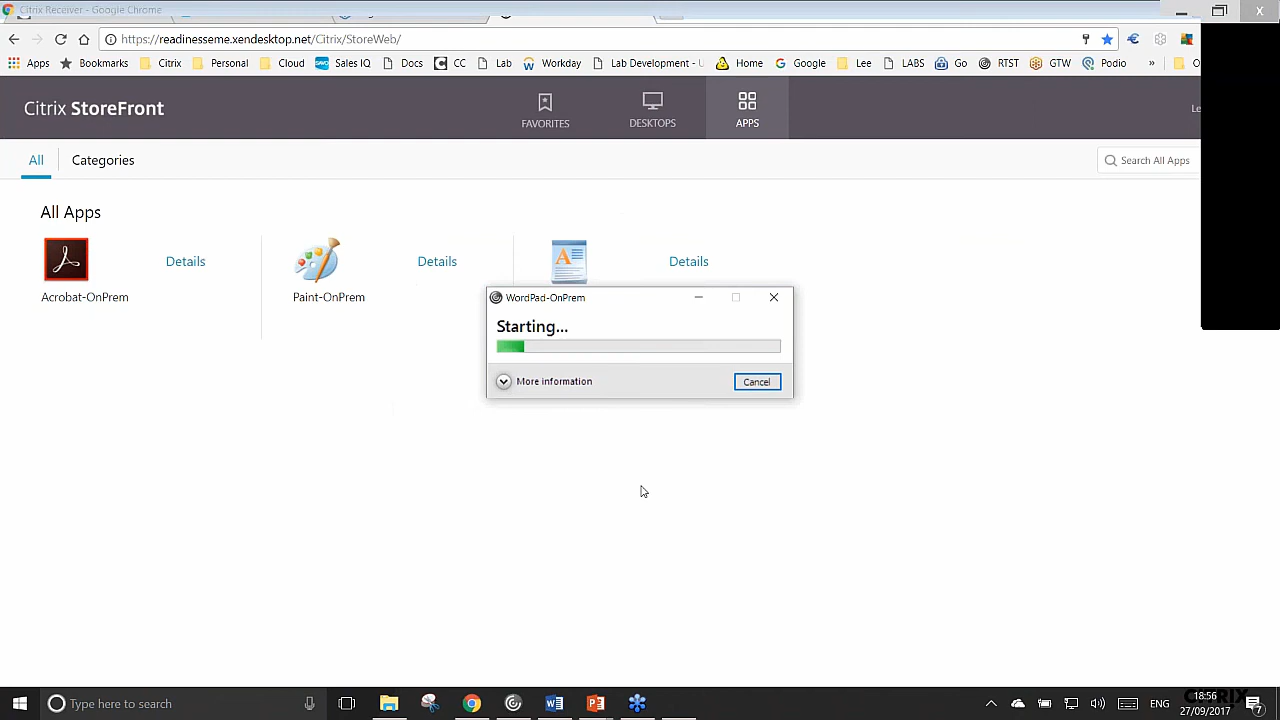 Citrix Receiver - Google Chrome
https://readinesseme.xendesktop.net/Citrix/StoreWeb/
Apps Bookmarks Citrix Personal Cloud Sales IQ Docs CC Lab Workday Lab Development - U Home Google Lee LABS Go RTST GTW Podio » O
Citrix StoreFront
FAVORITES DESKTOPS APPS
Le
All Categories
Search All Apps
All Apps
Details Details Details
Acrobat-OnPrem Paint-OnPrem
WordPad-OnPrem
Starting...
More information Cancel
Type here to search
ENG
18:56
27/09/2017
7
CITRIX